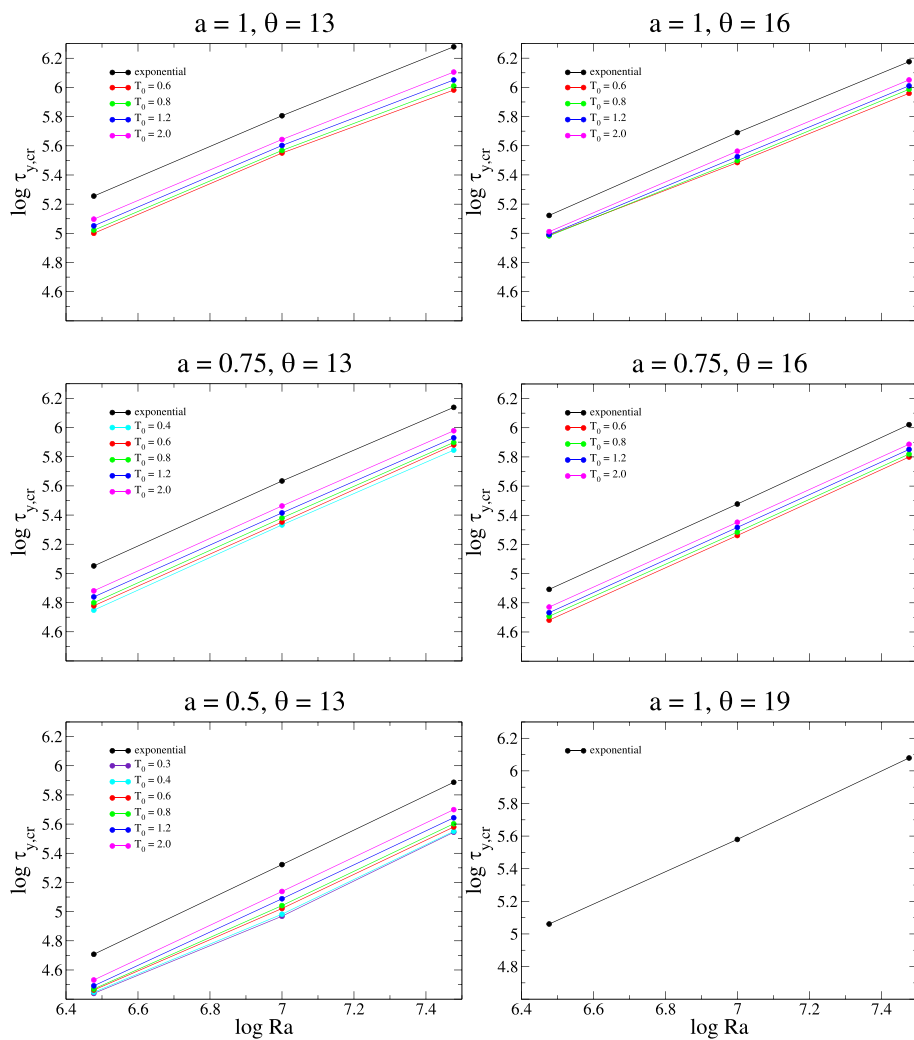 a = 1, θ = 13
6.2
6
5.8
5.6
5.4
5.2
5
4.8
4.6
log τy,cr
exponential
T0 = 0.6
T0 = 0.8
T0 = 1.2
T0 = 2.0
a = 1, θ = 16
6.2
6
5.8
5.6
5.4
5.2
5
4.8
4.6
log τy,cr
exponential
T0 = 0.6
T0 = 0.8
T0 = 1.2
T0 = 2.0
a = 0.75, θ = 13
6.2
6
5.8
5.6
5.4
5.2
5
4.8
4.6
log τy,cr
exponential
T0 = 0.4
T0 = 0.6
T0 = 0.8
T0 = 1.2
T0 = 2.0
a = 0.75, θ = 16
6.2
6
5.8
5.6
5.4
5.2
5
4.8
4.6
log τy,cr
exponential
T0 = 0.6
T0 = 0.8
T0 = 1.2
T0 = 2.0
a = 0.5, θ = 13
6.2
6
5.8
5.6
5.4
5.2
5
4.8
4.6
log τy,cr
exponential
T0 = 0.3
T0 = 0.4
T0 = 0.6
T0 = 0.8
T0 = 1.2
T0 = 2.0
6.4 6.6 6.8 7 7.2 7.4
log Ra
a = 1, θ = 19
6.2
6
5.8
5.6
5.4
5.2
5
4.8
log τy,cr
exponential
6.4 6.6 6.8 7 7.2 7.4
log Ra